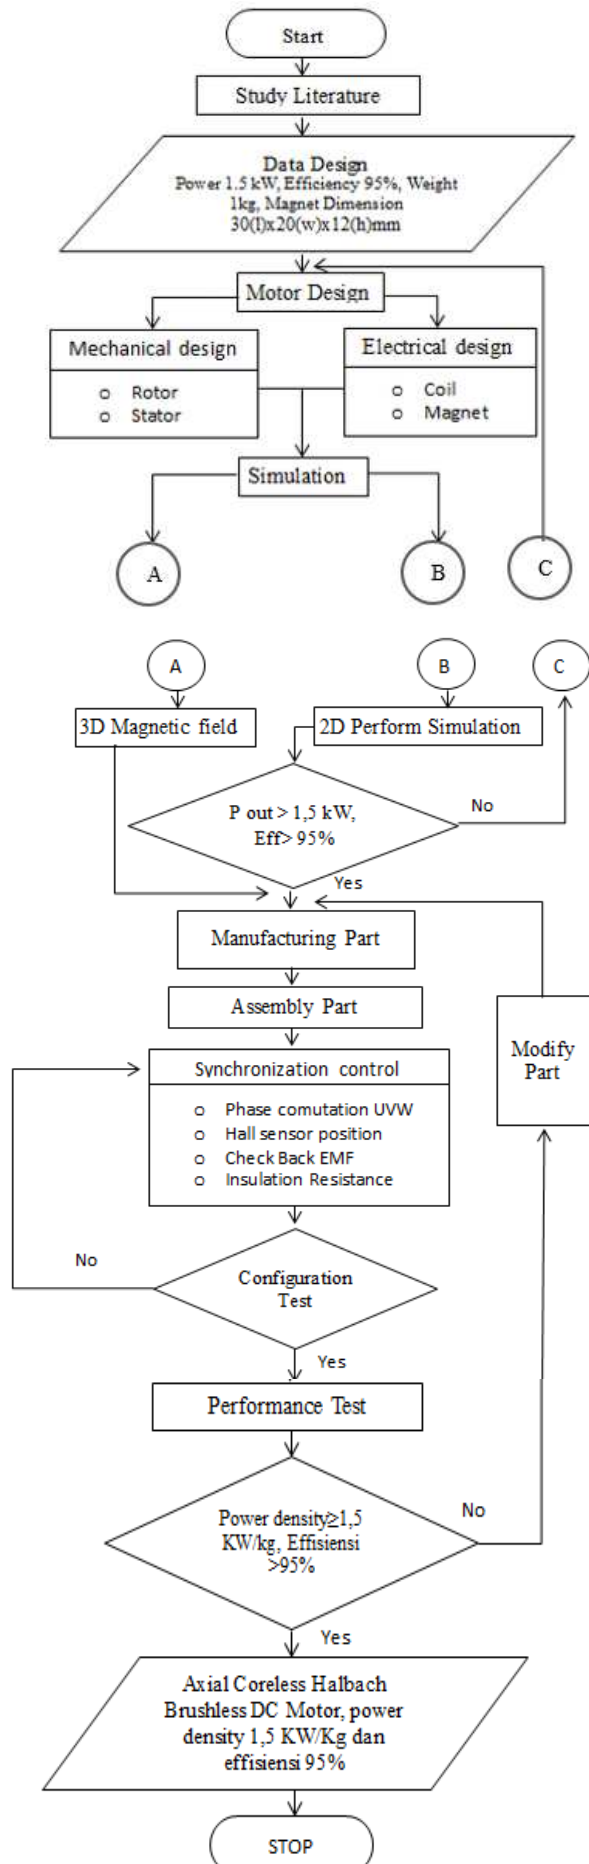 Start
Study Literature
Data Design
Power 1.5 kW, Efficiency 95%, Weight
1kg, Magnet Dimension
30(l)x20(w)x12(h)mm
Motor Design
Mechanical design
o Rotor
o Stator
Electrical design
o Coil
o Magnet
Simulation
A
B
C
A
B
C
3D Magnetic field
2D Perform Simulation
P out > 1,5 kW,
Eff> 95%
No
Yes
Manufacturing Part
Assembly Part
Modify
Part
Synchronization control
o Phase comutation UVW
o Hall sensor position
o Check Back EMF
o Insulation Resistance
No
Configuration
Test
Yes
Performance Test
Power density≥1,5
KW/kg, Effisiensi
>95%
No
Yes
Axial Coreless Halbach
Brushless DC Motor, power
density 1,5 KW/Kg dan
effisiensi 95%
STOP